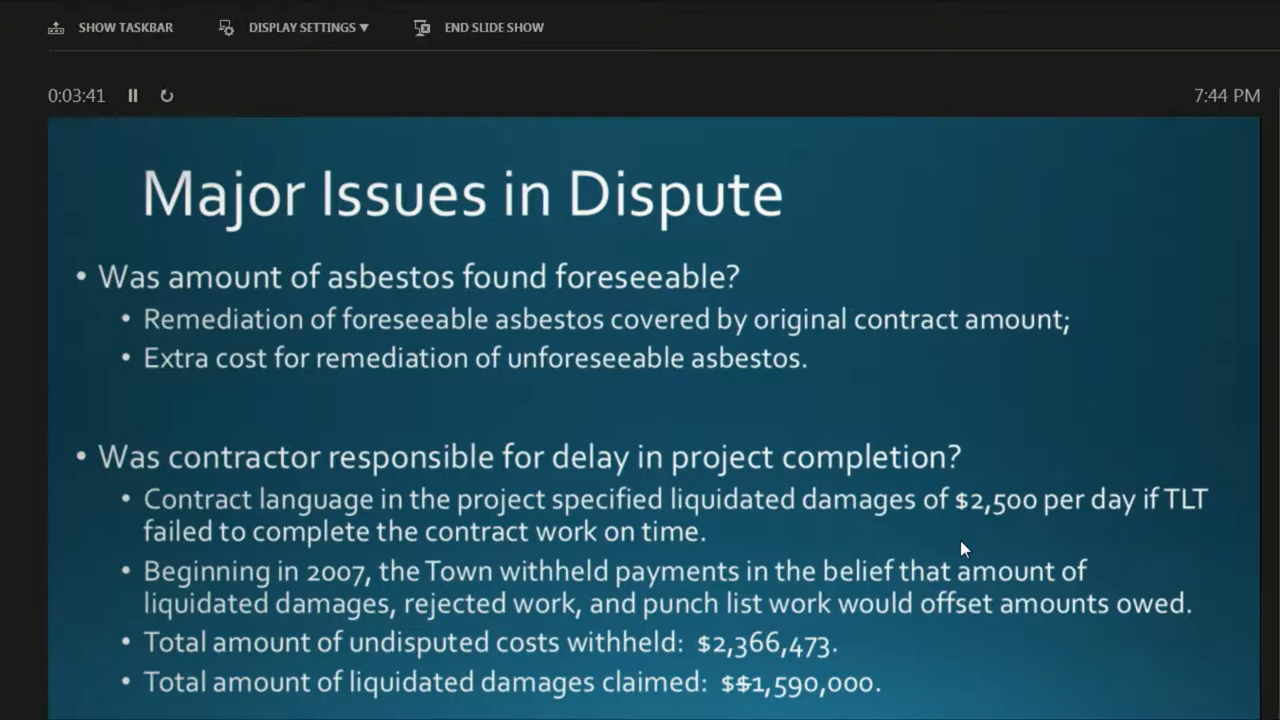 SHOW TASKBAR DISPLAY SETTINGS ▼ END SLIDE SHOW
0:03:41 7:44 PM
Major Issues in Dispute
• Was amount of asbestos found foreseeable?
• Remediation of foreseeable asbestos covered by original contract amount;
• Extra cost for remediation of unforeseeable asbestos.
• Was contractor responsible for delay in project completion?
• Contract language in the project specified liquidated damages of $2,500 per day if TLT
failed to complete the contract work on time.
• Beginning in 2007, the Town withheld payments in the belief that amount of
liquidated damages, rejected work, and punch list work would offset amounts owed.
• Total amount of undisputed costs withheld: $2,366,473.
• Total amount of liquidated damages claimed: $$1,590,000.